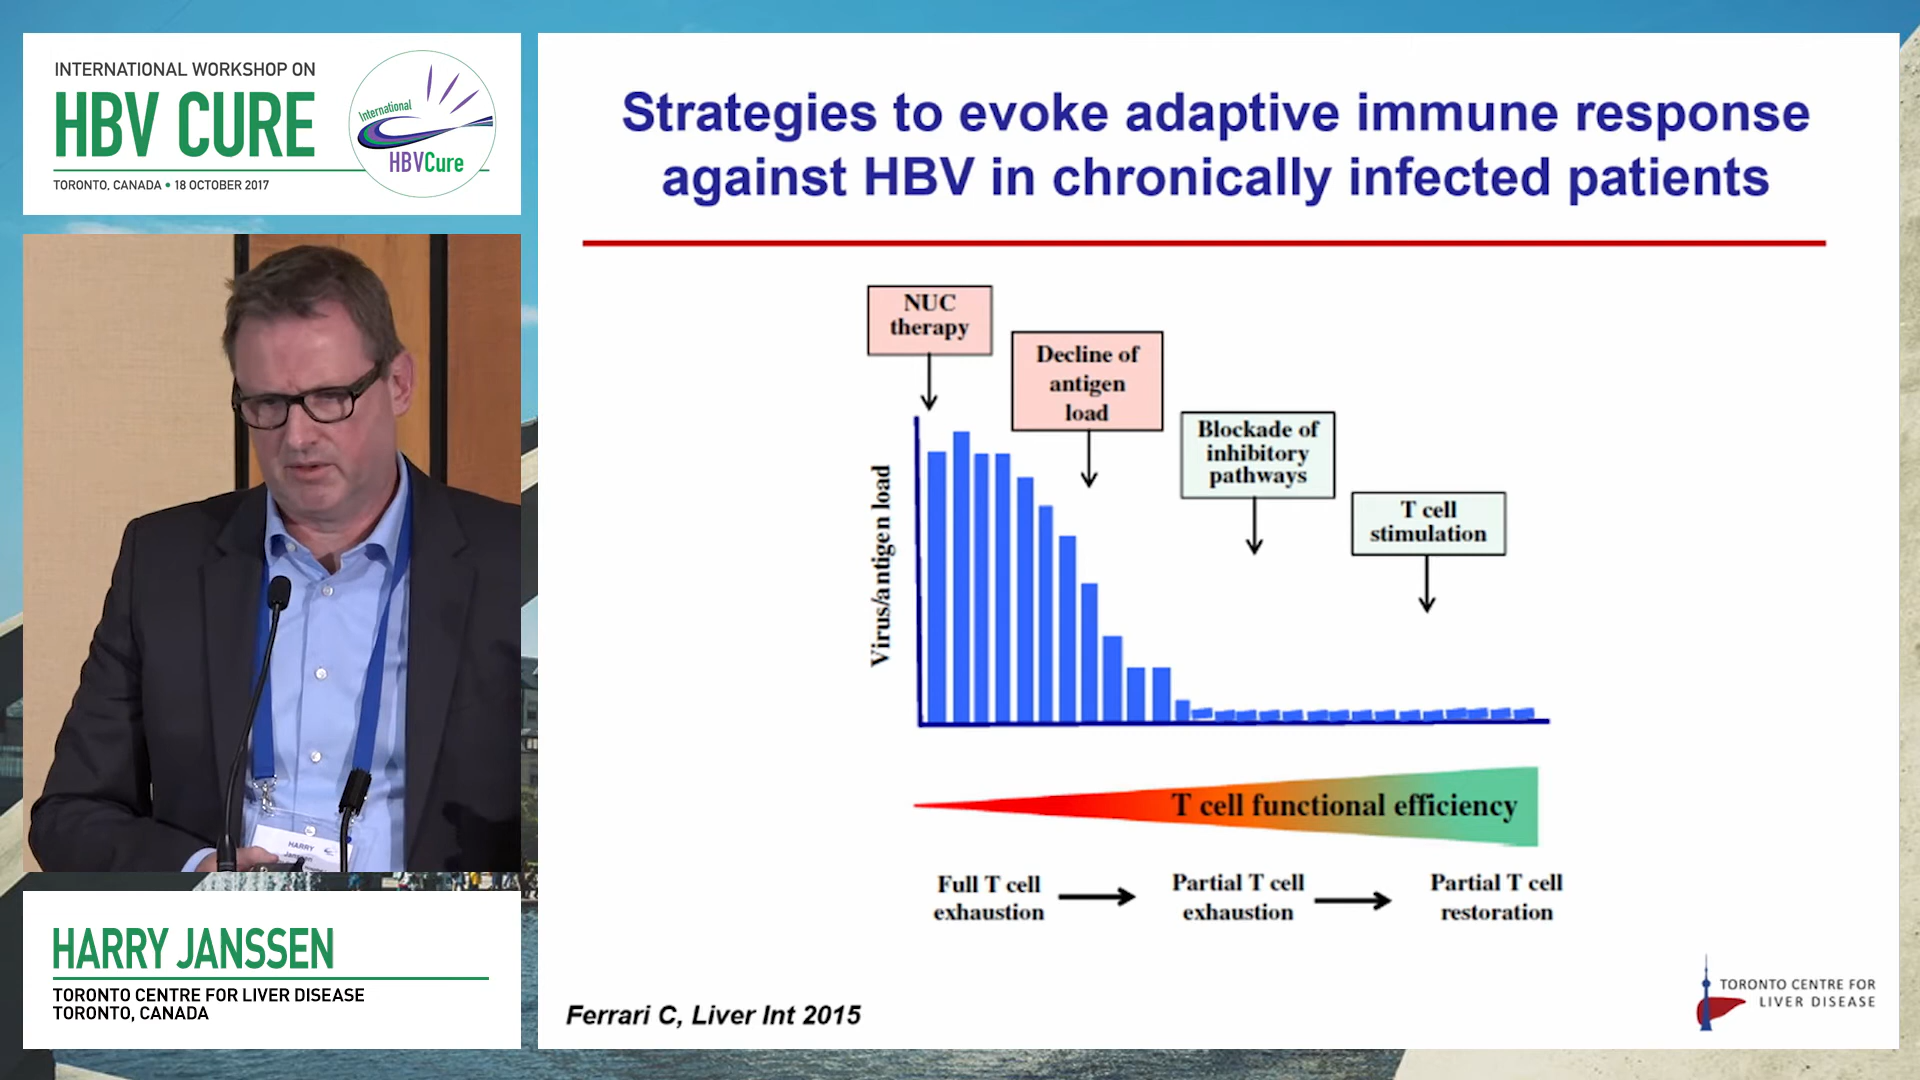 INTERNATIONAL WORKSHOP ON
HBV CURE
TORONTO, CANADA • 18 OCTOBER 2017
International
HBVCure
HARRY
Janssen
HARRY JANSSEN
TORONTO CENTRE FOR LIVER DISEASE
TORONTO, CANADA
Strategies to evoke adaptive immune response
against HBV in chronically infected patients
NUC
therapy
Decline of
antigen
load
Blockade of
inhibitory
pathways
T cell
stimulation
Virus/antigen load
T cell functional efficiency
Full T cell
exhaustion
Partial T cell
exhaustion
Partial T cell
restoration
Ferrari C, Liver Int 2015
TORONTO CENTRE FOR
LIVER DISEASE